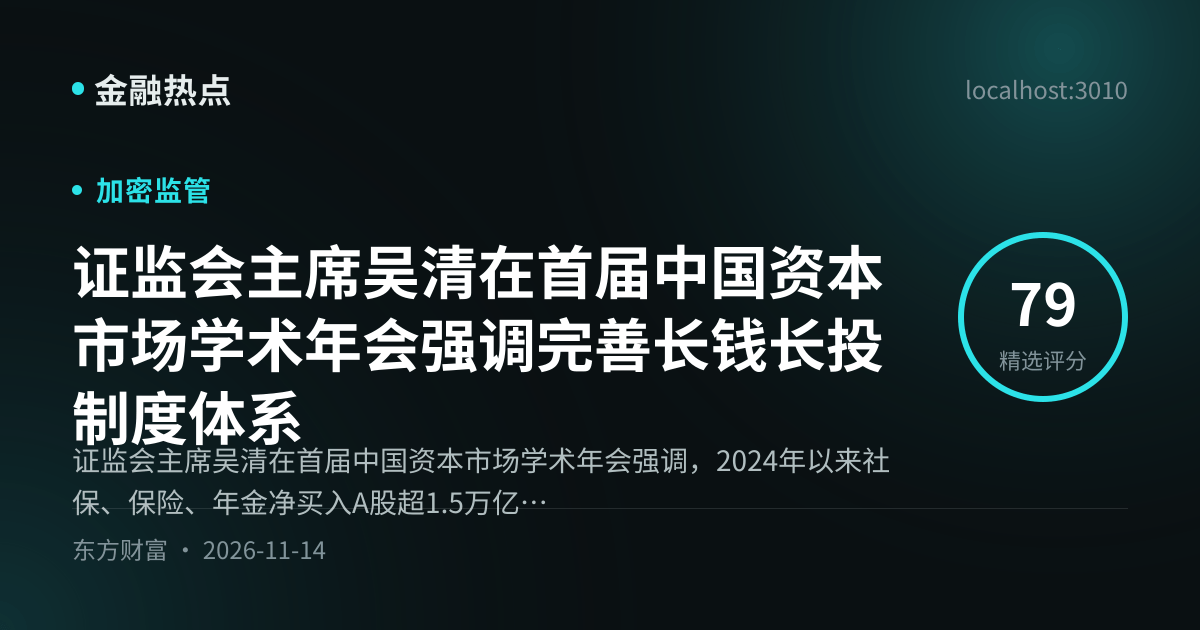 金融热点
localhost:3010
加密监管
证监会主席吴清在首届中国资本
市场学术年会强调完善长钱长投
制度体系
79
精选评分
证监会主席吴清在首届中国资本市场学术年会强调，2024年以来社
保、保险、年金净买入A股超1.5万亿…
东方财富 • 2026-11-14